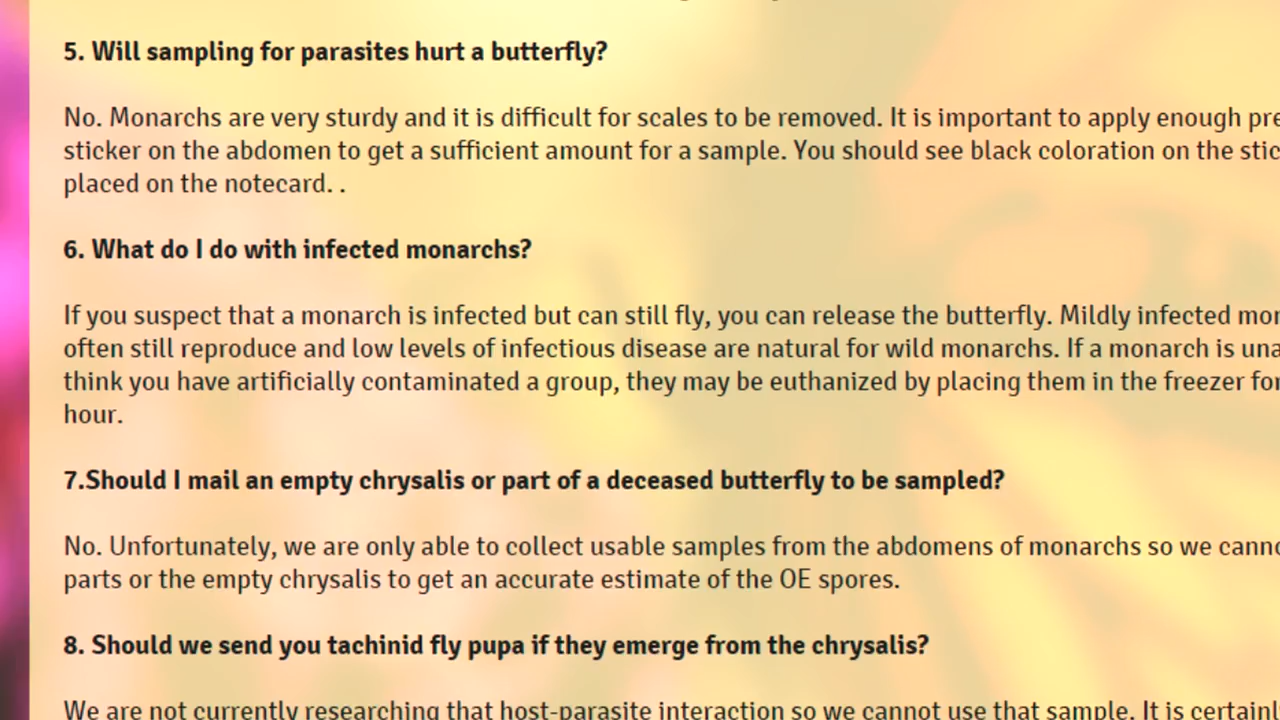 5. Will sampling for parasites hurt a butterfly?
No. Monarchs are very sturdy and it is difficult for scales to be removed. It is important to apply enough
sticker on the abdomen to get a sufficient amount for a sample. You should see black coloration on the
placed on the notecard. .
6. What do I do with infected monarchs?
If you suspect that a monarch is infected but can still fly, you can release the butterfly. Mildly infected
often still reproduce and low levels of infectious disease are natural for wild monarchs. If a monarch is
think you have artificially contaminated a group, they may be euthanized by placing them in the freezer for
hour.
7.Should I mail an empty chrysalis or part of a deceased butterfly to be sampled?
No. Unfortunately, we are only able to collect usable samples from the abdomens of monarchs so we
parts or the empty chrysalis to get an accurate estimate of the OE spores.
8. Should we send you tachinid fly pupa if they emerge from the chrysalis?
We are not currently researching that host-parasite interaction so we cannot use that sample. It is